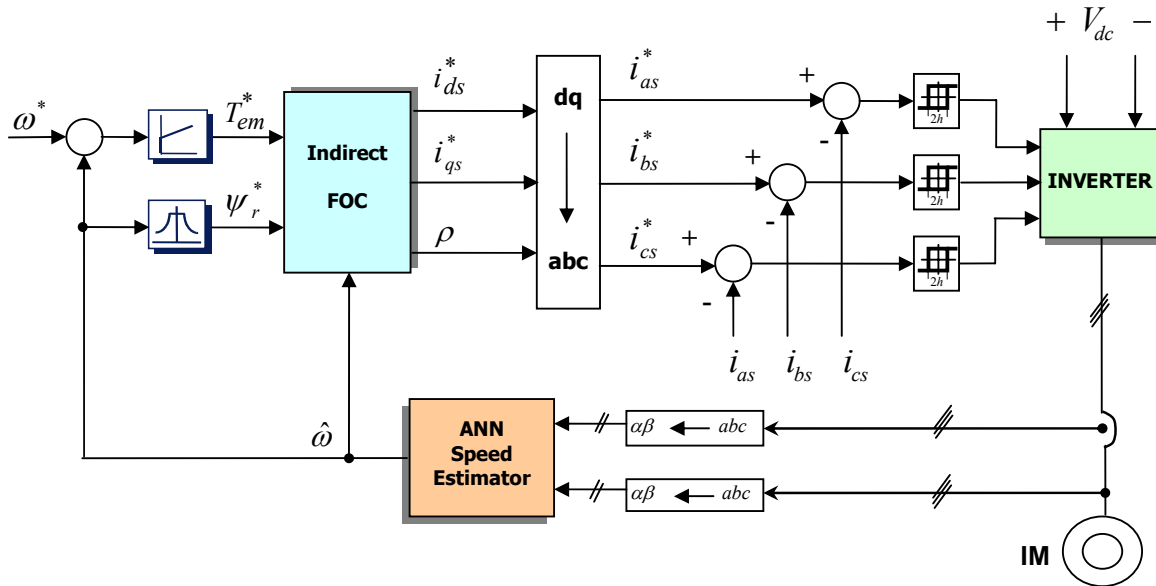 + V_dc −
ω*
T*_em
ψ*_r
Indirect
FOC
i*_ds
i*_qs
ρ
dq
abc
i*_as
i*_bs
i*_cs
+
-
+
-
+
-
2h
2h
2h
INVERTER
i_as
i_bs
i_cs
ω̂
ANN
Speed
Estimator
αβ abc
αβ abc
IM